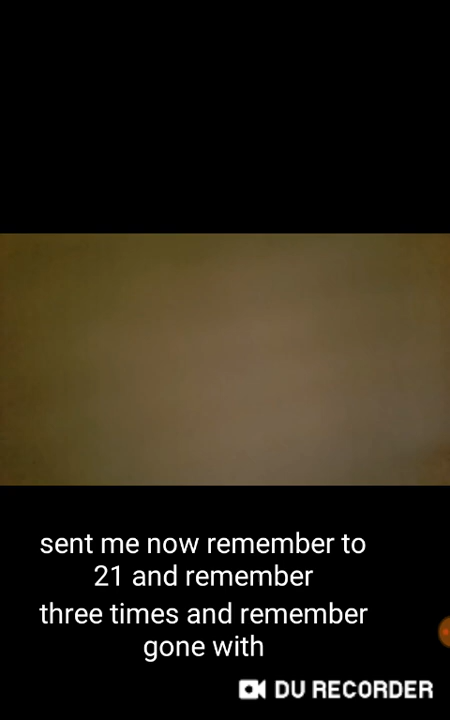 sent me now remember to
21 and remember
three times and remember
gone with
DU RECORDER